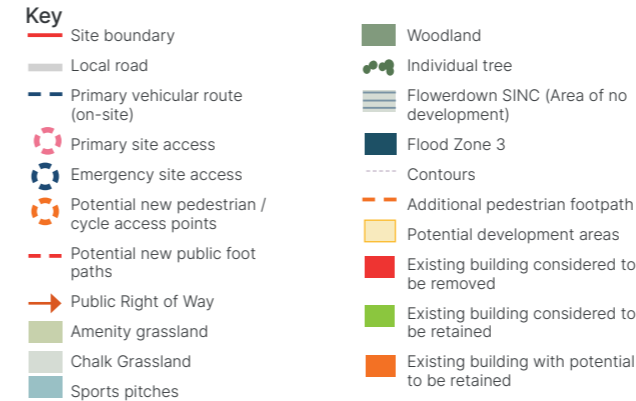 Key
Site boundary
Local road
Primary vehicular route
(on-site)
Primary site access
Emergency site access
Potential new pedestrian /
cycle access points
Potential new public foot
paths
Public Right of Way
Amenity grassland
Chalk Grassland
Sports pitches
Woodland
Individual tree
Flowerdown SINC (Area of no
development)
Flood Zone 3
Contours
Additional pedestrian footpath
Potential development areas
Existing building considered to
be removed
Existing building considered to
be retained
Existing building with potential
to be retained